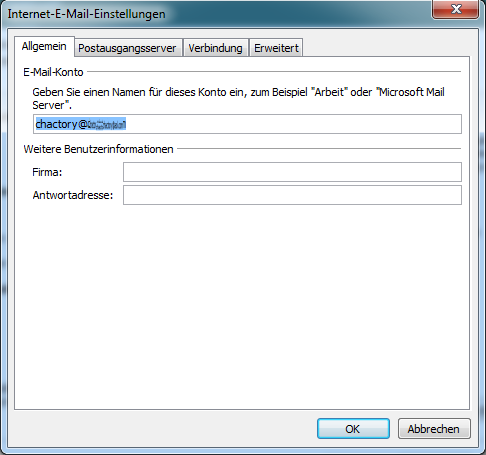 Internet-E-Mail-Einstellungen
Allgemein Postausgangsserver Verbindung Erweitert
E-Mail-Konto
Geben Sie einen Namen für dieses Konto ein, zum Beispiel "Arbeit" oder "Microsoft Mail
Server".
chactory@
Weitere Benutzerinformationen
Firma:
Antwortadresse:
OK Abbrechen